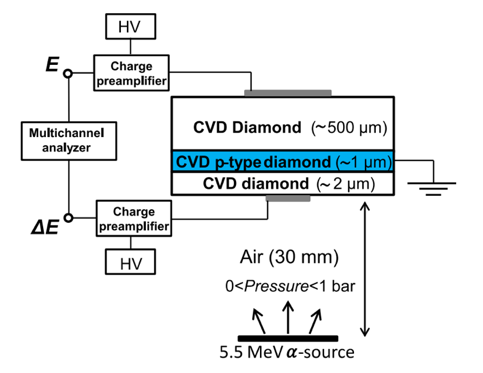 HV
E
Charge
preamplifier
CVD Diamond (~500 μm)
Multichannel
analyzer
CVD p-type diamond (~1 μm)
CVD diamond (~ 2 μm)
ΔE
Charge
preamplifier
HV
Air (30 mm)
0<Pressure<1 bar
5.5 MeV α-source